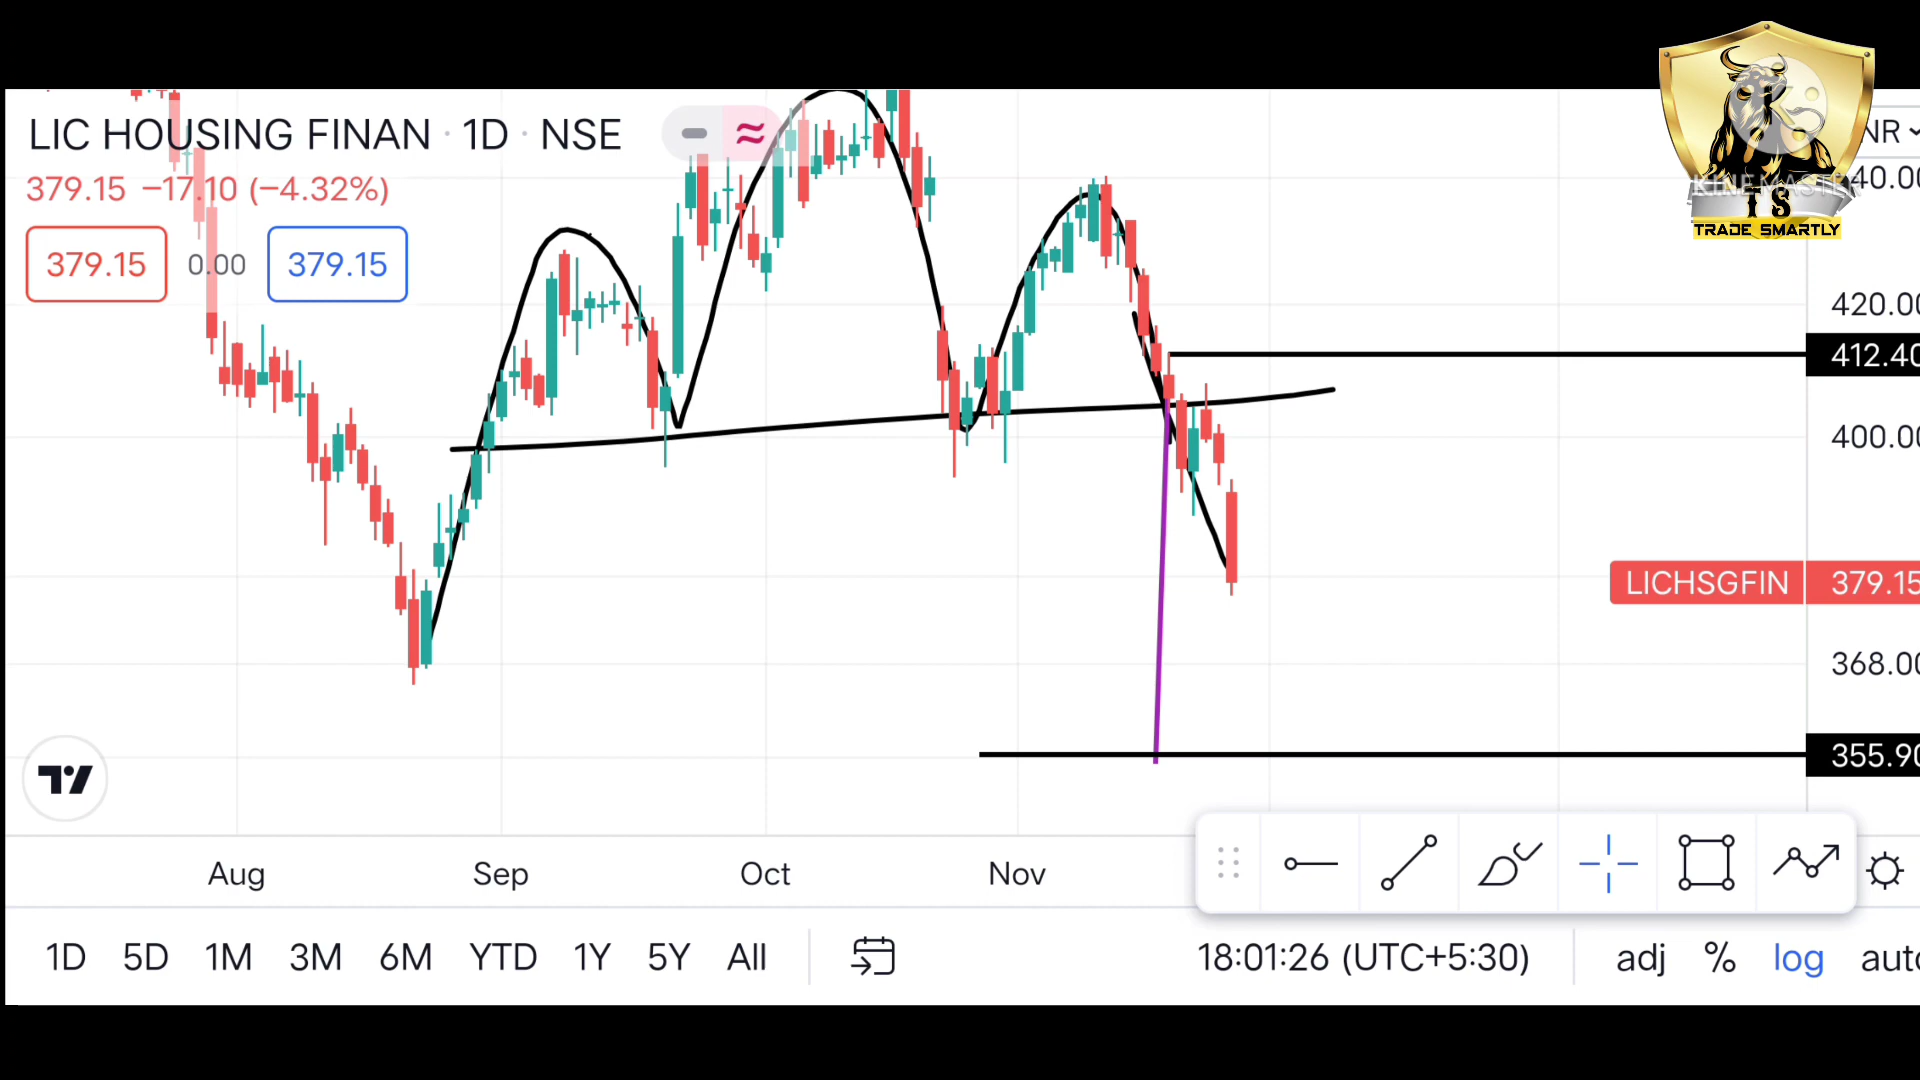 LIC HOUSING FINAN · 1D · NSE
379.15 −17.10 (−4.32%)
379.15 0.00 379.15
NR
KINEMASTER
TS
TRADE SMARTLY
40.00
420.00
412.40
400.00
LICHSGFIN 379.15
368.00
355.90
Aug Sep Oct Nov
1D 5D 1M 3M 6M YTD 1Y 5Y All 18:01:26 (UTC+5:30) adj % log auto